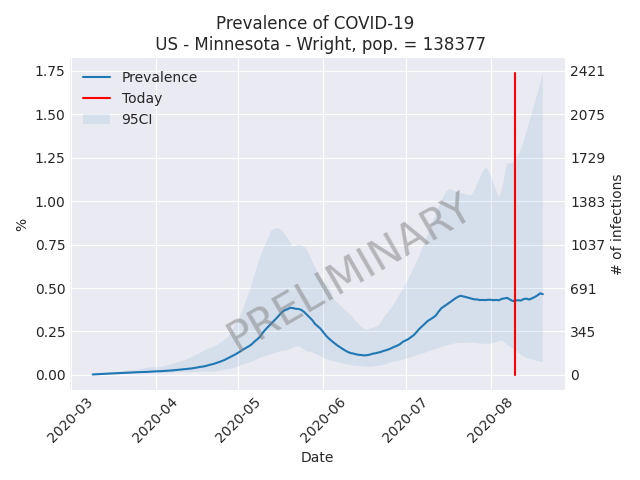 Prevalence of COVID-19
US - Minnesota - Wright, pop. = 138377
Prevalence
Today
95CI
PRELIMINARY
1.75
1.50
1.25
1.00
0.75
0.50
0.25
0.00
%
2421
2075
1729
1383
1037
691
345
0
# of infections
2020-03
2020-04
2020-05
2020-06
2020-07
2020-08
Date